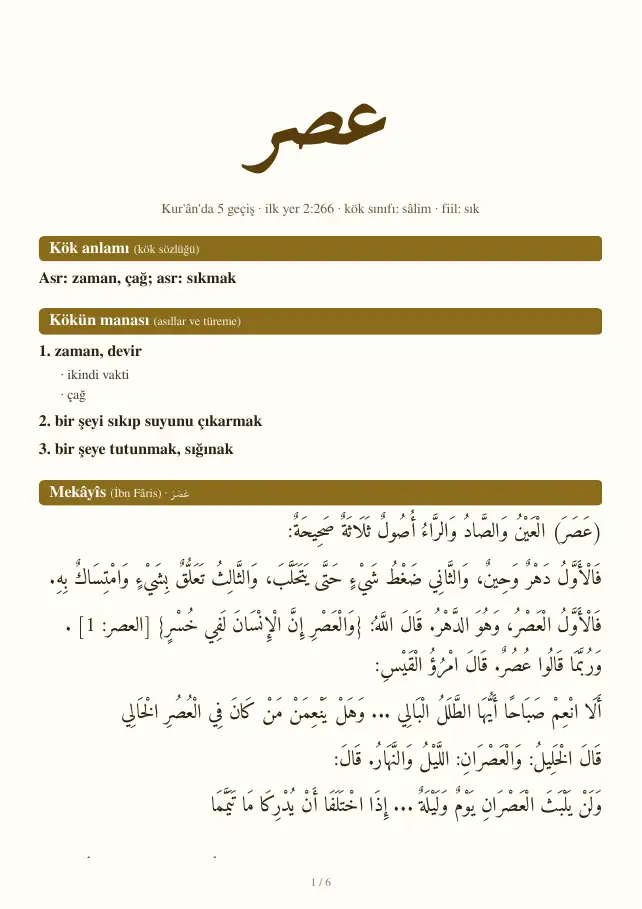 عصر
Kur'ân'da 5 geçiş · ilk yer 2:266 · kök sınıfı: sâlim · fiil: sık
Kök anlamı (kök sözlüğü)
Asr: zaman, çağ; asr: sıkmak
Kökün manası (asıllar ve türeme)
1. zaman, devir
· ikindi vakti
· çağ
2. bir şeyi sıkıp suyunu çıkarmak
3. bir şeye tutunmak, sığınak
Mekâyîs (İbn Fâris) · عَصَرَ
(عَصَرَ) الْعَيْنُ وَالصَّادُ وَالرَّاءُ أُصُولٌ ثَلَاثَةٌ صَحِيحَةٌ:
فَالْأَوَّلُ دَهْرٌ وَحِينٌ، وَالثَّانِي ضَغْطُ شَيْءٍ حَتَّى يَتَحَلَّبَ، وَالثَّالِثُ تَعَلُّقٌ بِشَيْءٍ وَامْتِسَاكٌ بِهِ.
فَالْأَوَّلُ الْعَصْرُ، وَهُوَ الدَّهْرُ. قَالَ اللَّهُ: {وَالْعَصْرِ إِنَّ الْإِنْسَانَ لَفِي خُسْرٍ} [العصر: 1] .
وَرُبَّمَا قَالُوا عُصُرٌ. قَالَ امْرُؤُ الْقَيْسِ:
أَلَا انْعِمْ صَبَاحًا أَيُّهَا الطَّلَلُ الْبَالِي ... وَهَلْ يَنْعِمَنْ مَنْ كَانَ فِي الْعُصُرِ الْخَالِي
قَالَ الْخَلِيلُ: وَالْعَصْرَانِ: اللَّيْلُ وَالنَّهَارُ. قَالَ:
وَلَنْ يَلْبَثَ الْعَصْرَانِ يَوْمٌ وَلَيْلَةٌ ... إِذَا اخْتَلَفَا أَنْ يُدْرِكَا مَا تَيَمَّمَا
1 / 6